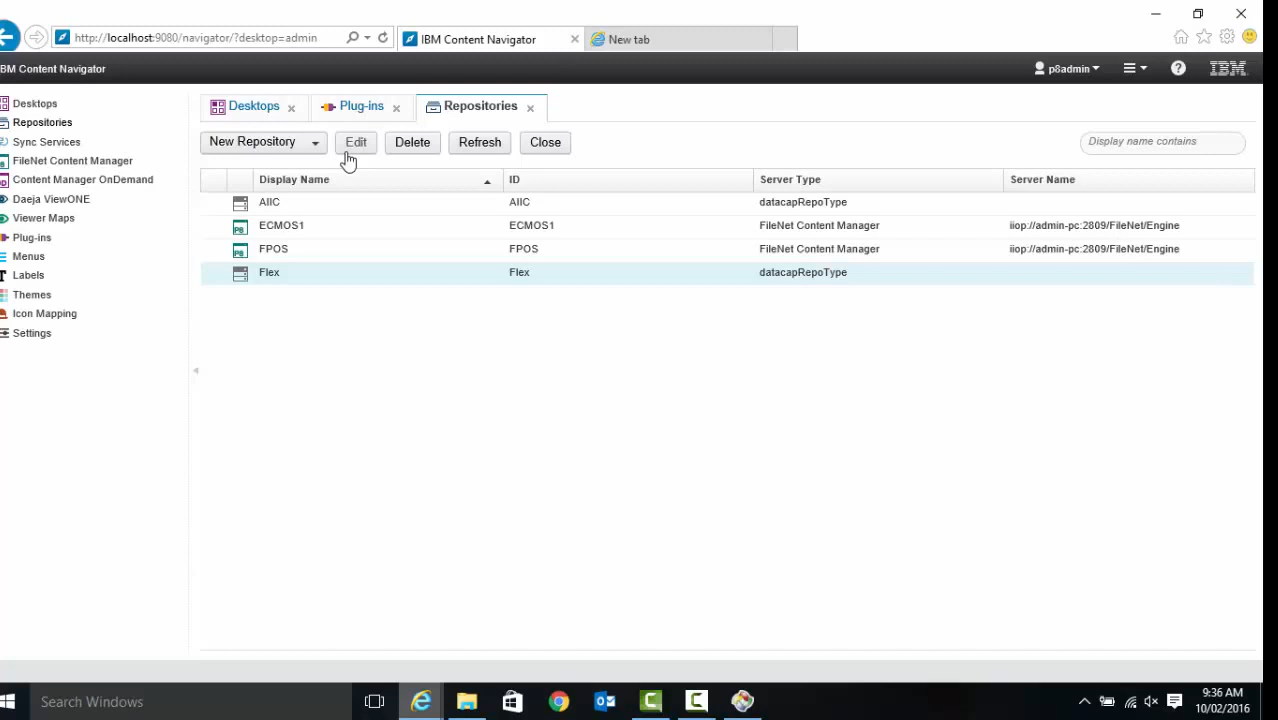 http://localhost:9080/navigator/?desktop=admin
IBM Content Navigator
New tab
IBM Content Navigator
p8admin
?
IBM
Desktops
Repositories
Sync Services
FileNet Content Manager
Content Manager OnDemand
Daeja ViewONE
Viewer Maps
Plug-ins
Menus
Labels
Themes
Icon Mapping
Settings
Desktops
Plug-ins
Repositories
New Repository
Edit
Delete
Refresh
Close
Display name contains
Display Name ID Server Type Server Name
AIIC AIIC datacapRepoType
P8 ECMOS1 ECMOS1 FileNet Content Manager iiop://admin-pc:2809/FileNet/Engine
P8 FPOS FPOS FileNet Content Manager iiop://admin-pc:2809/FileNet/Engine
Flex Flex datacapRepoType
Search Windows
9:36 AM
10/02/2016